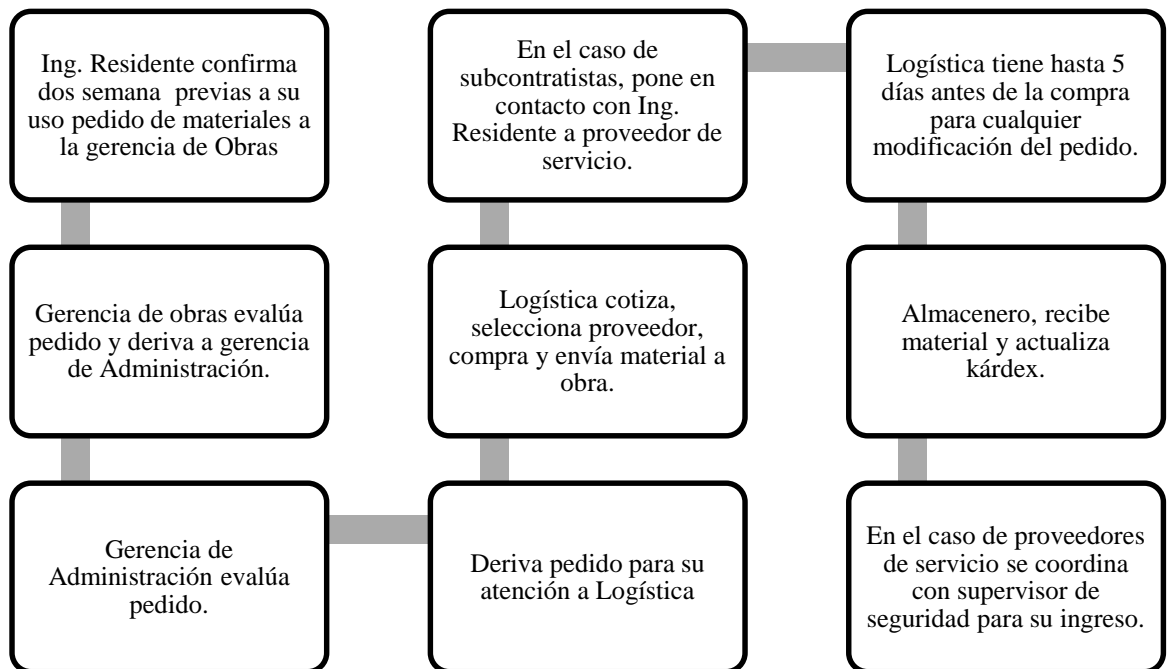 Ing. Residente confirma
dos semana previas a su
uso pedido de materiales a
la gerencia de Obras
Gerencia de obras evalúa
pedido y deriva a gerencia
de Administración.
Gerencia de
Administración evalúa
pedido.
Deriva pedido para su
atención a Logística
Logística cotiza,
selecciona proveedor,
compra y envía material a
obra.
En el caso de
subcontratistas, pone en
contacto con Ing.
Residente a proveedor de
servicio.
Logística tiene hasta 5
días antes de la compra
para cualquier
modificación del pedido.
Almacenero, recibe
material y actualiza
kárdex.
En el caso de proveedores
de servicio se coordina
con supervisor de
seguridad para su ingreso.